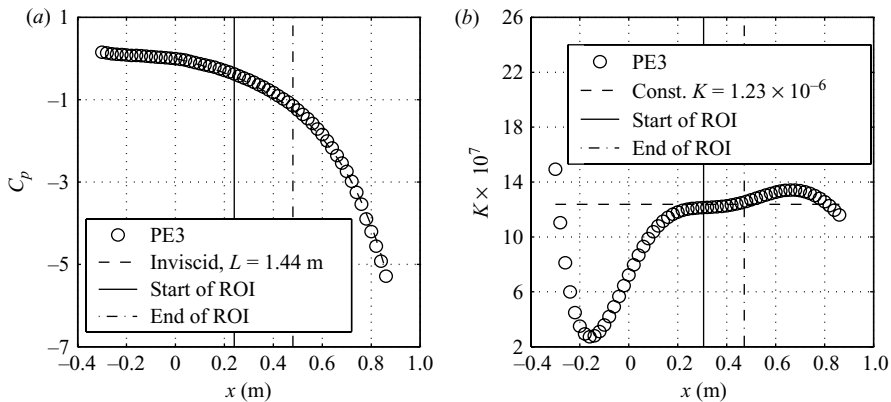 (a)
1
−1
−3
−5
−7
C_p
PE3
Inviscid, L = 1.44 m
Start of ROI
End of ROI
−0.4 −0.2 0 0.2 0.4 0.6 0.8 1.0
x (m)
(b)
26
22
18
14
10
6
2
K × 10^7
PE3
Const. K = 1.23 × 10^−6
Start of ROI
End of ROI
−0.4 −0.2 0 0.2 0.4 0.6 0.8 1.0
x (m)